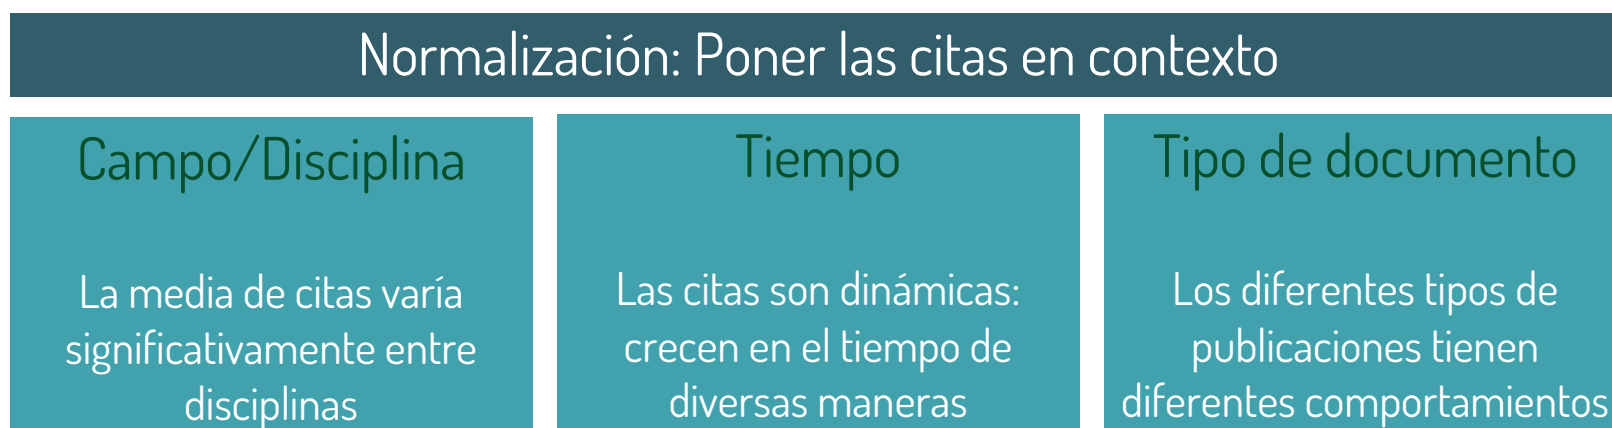 Normalización: Poner las citas en contexto
Campo/Disciplina
La media de citas varía
significativamente entre
disciplinas
Tiempo
Las citas son dinámicas:
crecen en el tiempo de
diversas maneras
Tipo de documento
Los diferentes tipos de
publicaciones tienen
diferentes comportamientos